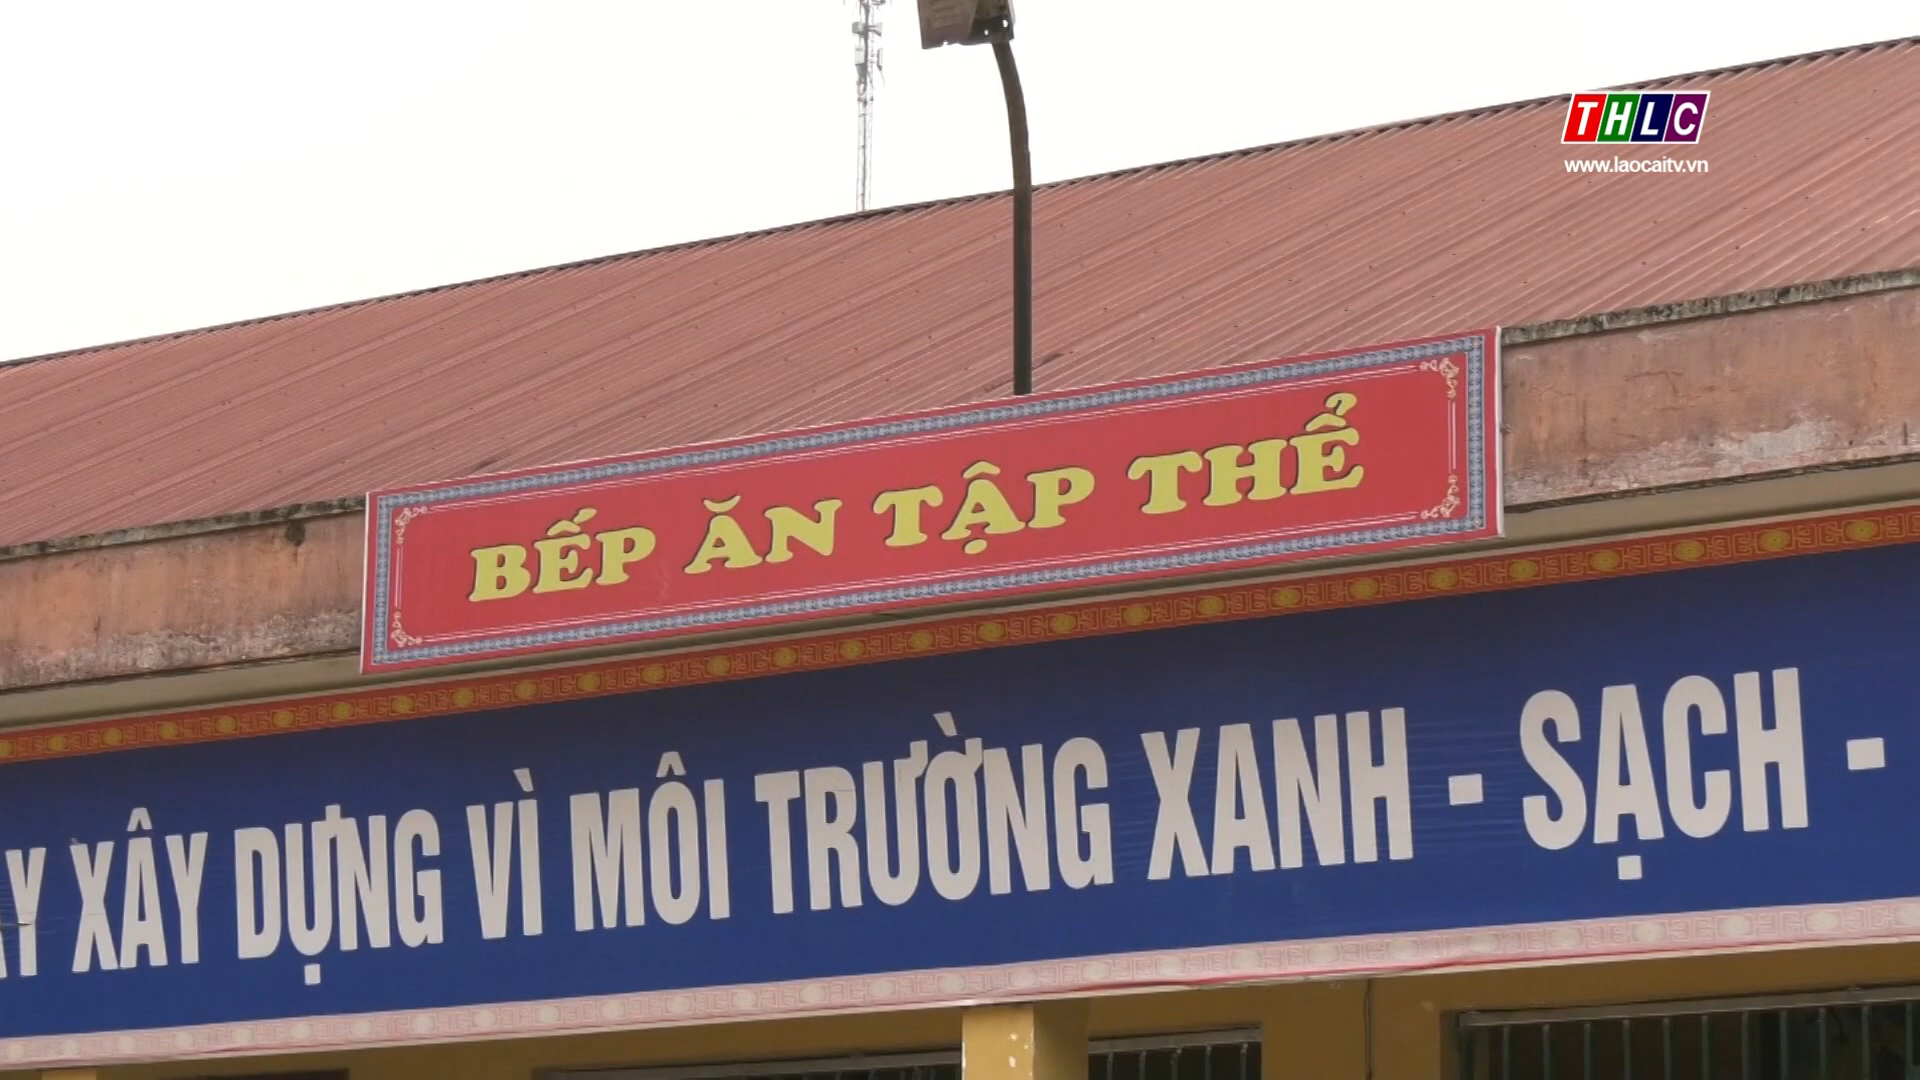 THLC
www.laocaitv.vn
BẾP ĂN TẬP THỂ
XÂY DỰNG VÌ MÔI TRƯỜNG XANH - SẠCH -